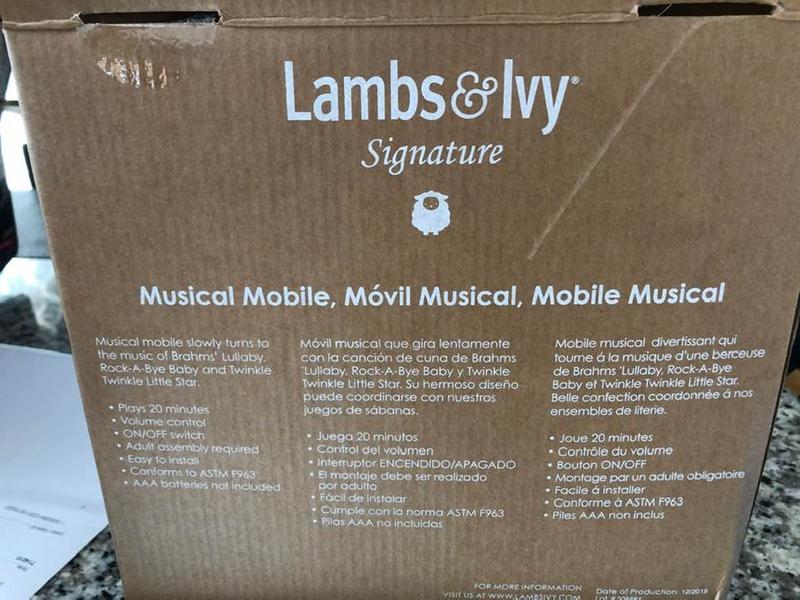 Lambs & Ivy®
Signature
Musical Mobile, Móvil Musical, Mobile Musical
Musical mobile slowly turns to
the music of Brahms' Lullaby,
Rock-A-Bye Baby and Twinkle
Twinkle Little Star.
• Plays 20 minutes
• Volume control
• ON/OFF switch
• Adult assembly required
• Easy to install
• Conforms to ASTM F963
• AAA batteries not included
Móvil musical que gira lentamente
con la canción de cuna de Brahms
'Lullaby, Rock-A-Bye Baby y Twinkle
Twinkle Little Star. Su hermoso diseño
puede coordinarse con nuestros
juegos de sábanas.
• Juega 20 minutos
• Control del volumen
• Interruptor ENCENDIDO/APAGADO
• El montaje debe ser realizado
por adulto
• Fácil de instalar
• Cumple con la norma ASTM F963
• Pilas AAA no incluidas
Mobile musical divertissant qui
tourne á la musique d'une berceuse
de Brahms 'Lullaby, Rock-A-Bye
Baby et Twinkle Twinkle Little Star.
Belle confection coordonnée á nos
ensembles de literie.
• Joue 20 minutes
• Contrôle du volume
• Bouton ON/OFF
• Montage par un adulte obligatoire
• Facile á installer
• Conforme à ASTM F963
• Piles AAA non inclus
FOR MORE INFORMATION
VISIT US AT WWW.LAMBSIVY.COM
Date of Production: 12/2019